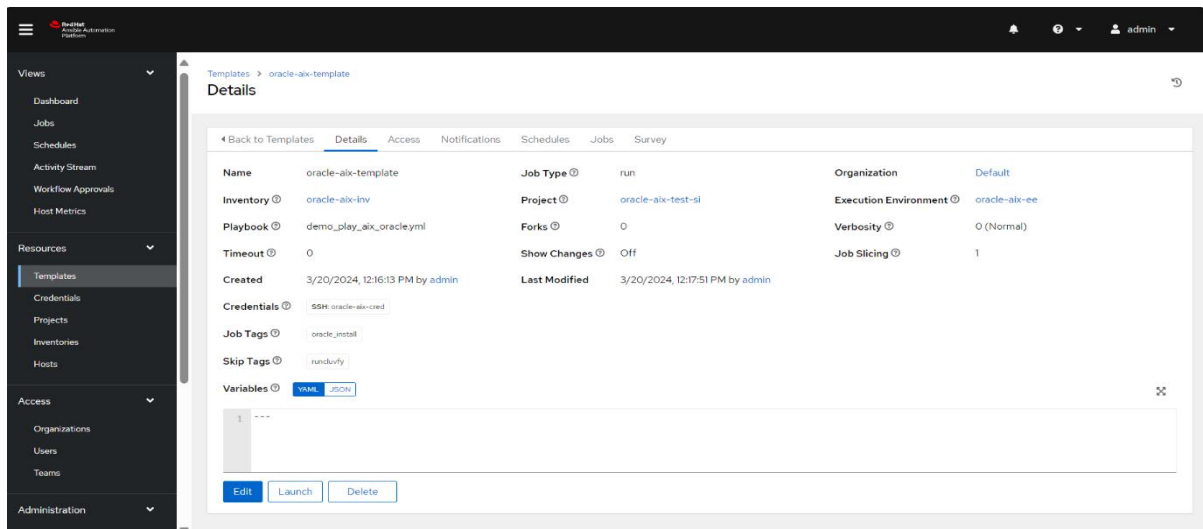 Red Hat
Ansible Automation
Platform
admin
Views
Dashboard
Jobs
Schedules
Activity Stream
Workflow Approvals
Host Metrics
Resources
Templates
Credentials
Projects
Inventories
Hosts
Access
Organizations
Users
Teams
Administration
Templates > oracle-aix-template
Details
Back to Templates Details Access Notifications Schedules Jobs Survey
Name oracle-aix-template Job Type run Organization Default
Inventory oracle-aix-inv Project oracle-aix-test-si Execution Environment oracle-aix-ee
Playbook demo_play_aix_oracle.yml Forks 0 Verbosity 0 (Normal)
Timeout 0 Show Changes Off Job Slicing 1
Created 3/20/2024, 12:16:13 PM by admin Last Modified 3/20/2024, 12:17:51 PM by admin
Credentials SSH: oracle-aix-cred
Job Tags oracle_install
Skip Tags runcluvfy
Variables YAML JSON
1 ---
Edit Launch Delete